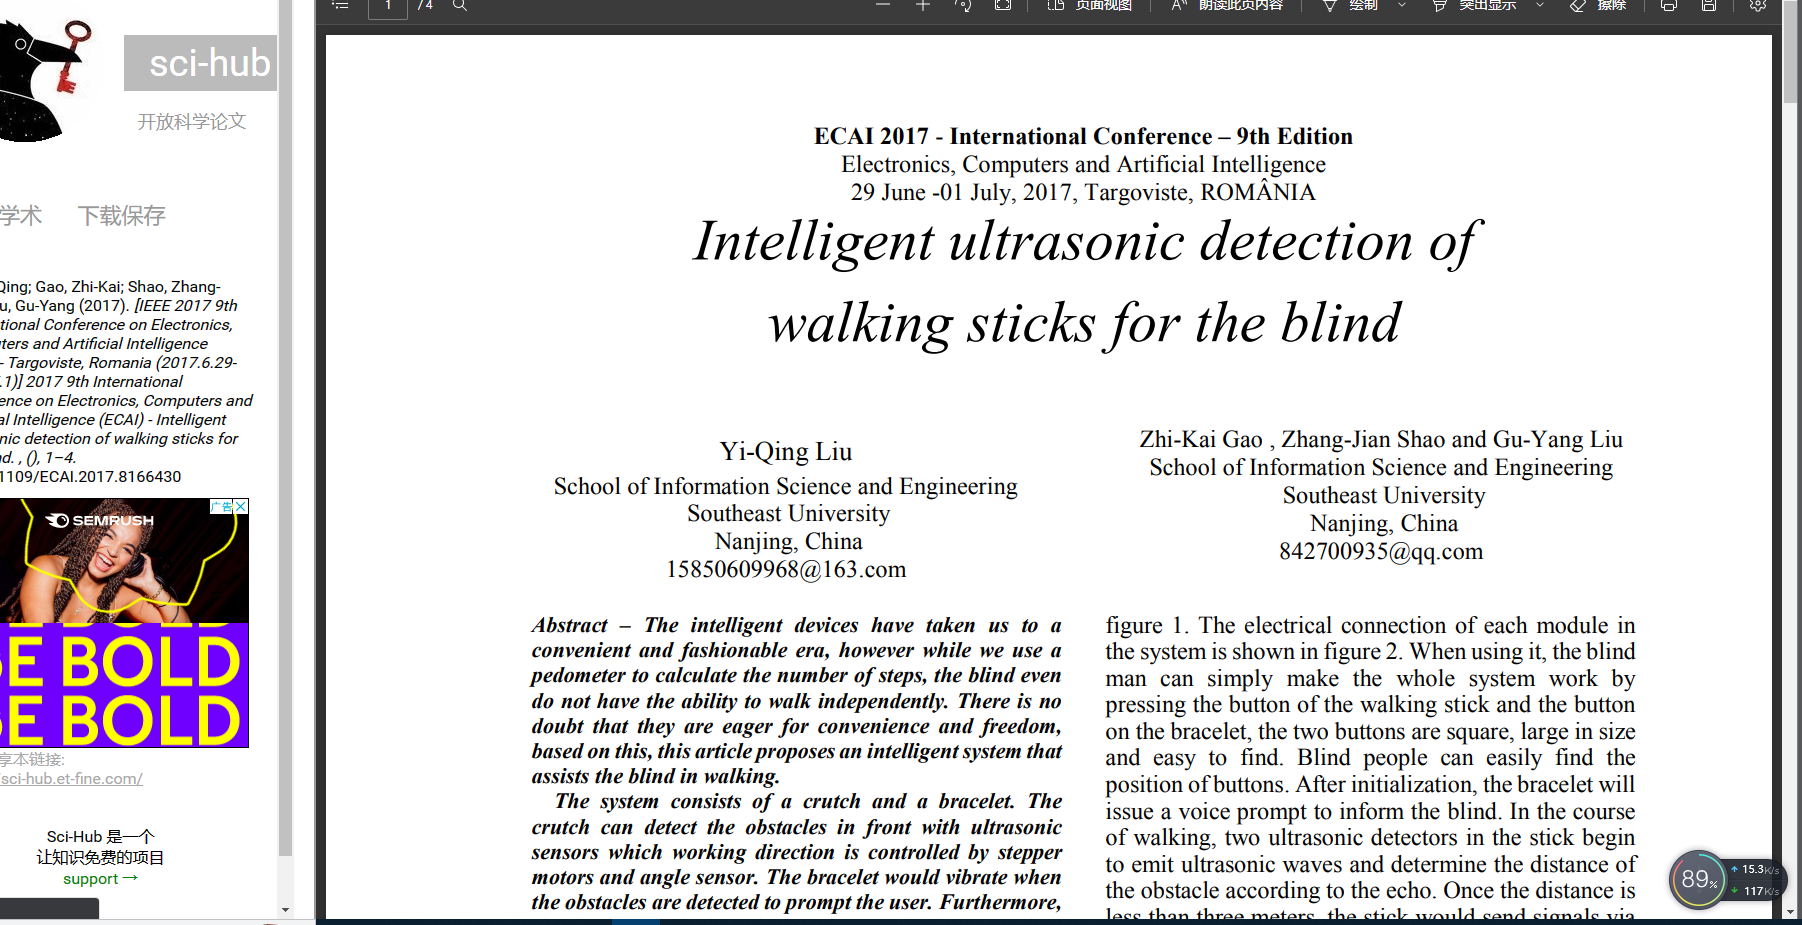 1 / 4
页面视图
朗读此页内容
绘制
突出显示
擦除
sci-hub
开放科学论文
学术 下载保存
Qing; Gao, Zhi-Kai; Shao, Zhang-
u, Gu-Yang (2017). [IEEE 2017 9th
tional Conference on Electronics,
ters and Artificial Intelligence
- Targoviste, Romania (2017.6.29-
.1)] 2017 9th International
ence on Electronics, Computers and
al Intelligence (ECAI) - Intelligent
nic detection of walking sticks for
nd. , (), 1–4.
1109/ECAI.2017.8166430
广告
SEMRUSH
BE BOLD
BE BOLD
享本链接:
/sci-hub.et-fine.com/
Sci-Hub 是一个
让知识免费的项目
support →
ECAI 2017 - International Conference – 9th Edition
Electronics, Computers and Artificial Intelligence
29 June -01 July, 2017, Targoviste, ROMÂNIA
Intelligent ultrasonic detection of
walking sticks for the blind
Yi-Qing Liu
School of Information Science and Engineering
Southeast University
Nanjing, China
15850609968@163.com
Zhi-Kai Gao , Zhang-Jian Shao and Gu-Yang Liu
School of Information Science and Engineering
Southeast University
Nanjing, China
842700935@qq.com
Abstract – The intelligent devices have taken us to a
convenient and fashionable era, however while we use a
pedometer to calculate the number of steps, the blind even
do not have the ability to walk independently. There is no
doubt that they are eager for convenience and freedom,
based on this, this article proposes an intelligent system that
assists the blind in walking.
The system consists of a crutch and a bracelet. The
crutch can detect the obstacles in front with ultrasonic
sensors which working direction is controlled by stepper
motors and angle sensor. The bracelet would vibrate when
the obstacles are detected to prompt the user. Furthermore,
figure 1. The electrical connection of each module in
the system is shown in figure 2. When using it, the blind
man can simply make the whole system work by
pressing the button of the walking stick and the button
on the bracelet, the two buttons are square, large in size
and easy to find. Blind people can easily find the
position of buttons. After initialization, the bracelet will
issue a voice prompt to inform the blind. In the course
of walking, two ultrasonic detectors in the stick begin
to emit ultrasonic waves and determine the distance of
the obstacle according to the echo. Once the distance is
less than three meters, the stick would send signals via
89%
15.3K/s
117K/s